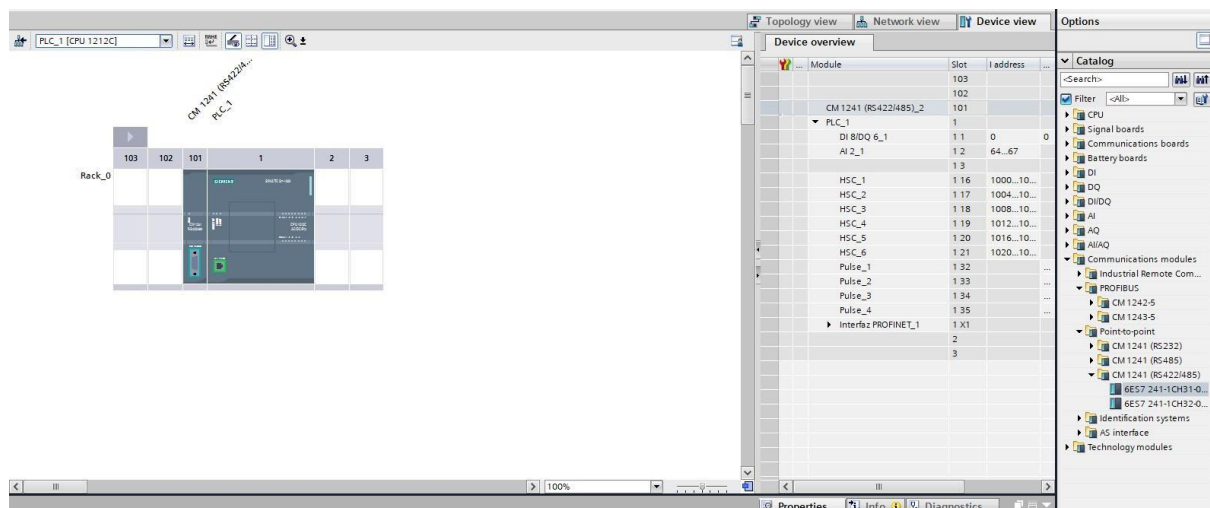 Topology view Network view Device view Options
PLC_1 [CPU 1212C]
Device overview
... Module Slot I address ...
103
102
CM 1241 (RS422/485)_2 101
PLC_1 1
DI 8/DQ 6_1 1 1 0 0
AI 2_1 1 2 64...67
1 3
HSC_1 1 16 1000...10...
HSC_2 1 17 1004...10...
HSC_3 1 18 1008...10...
HSC_4 1 19 1012...10...
HSC_5 1 20 1016...10...
HSC_6 1 21 1020...10...
Pulse_1 1 32 ...
Pulse_2 1 33 ...
Pulse_3 1 34 ...
Pulse_4 1 35 ...
Interfaz PROFINET_1 1 X1
2
3
CM 1241 (RS422/4...
PLC_1
103 102 101 1 2 3
Rack_0
SIEMENS
100%
Catalog
<Search>
Filter <All>
CPU
Signal boards
Communications boards
Battery boards
DI
DQ
DI/DQ
AI
AQ
AI/AQ
Communications modules
Industrial Remote Com...
PROFIBUS
CM 1242-5
CM 1243-5
Point-to-point
CM 1241 (RS232)
CM 1241 (RS485)
CM 1241 (RS422/485)
6ES7 241-1CH31-0...
6ES7 241-1CH32-0...
Identification systems
AS interface
Technology modules
Properties Info Diagnostics